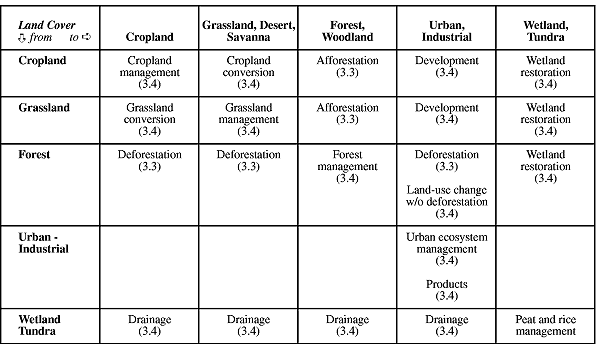 Land Cover
⇩ from to ⇨
Cropland
Grassland, Desert,
Savanna
Forest,
Woodland
Urban,
Industrial
Wetland,
Tundra
Cropland
Cropland
management
(3.4)
Cropland
conversion
(3.4)
Afforestation
(3.3)
Development
(3.4)
Wetland
restoration
(3.4)
Grassland
Grassland
conversion
(3.4)
Grassland
management
(3.4)
Afforestation
(3.3)
Development
(3.4)
Wetland
restoration
(3.4)
Forest
Deforestation
(3.3)
Deforestation
(3.3)
Forest
management
(3.4)
Deforestation
(3.3)
Land-use change
w/o deforestation
(3.4)
Wetland
restoration
(3.4)
Urban -
Industrial
Urban ecosystem
management
(3.4)
Products
(3.4)
Wetland
Tundra
Drainage
(3.4)
Drainage
(3.4)
Drainage
(3.4)
Drainage
(3.4)
Peat and rice
management